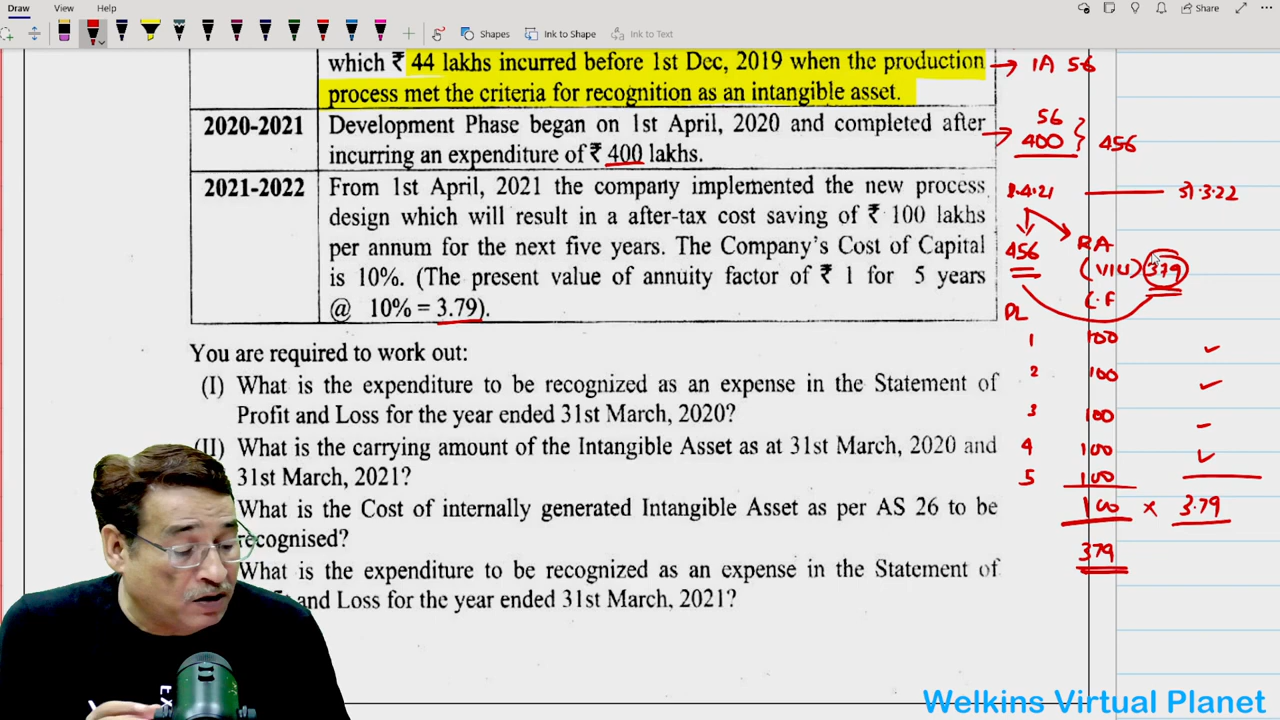 Draw View Help
Share
Shapes Ink to Shape Ink to Text
which ₹ 44 lakhs incurred before 1st Dec, 2019 when the production → IA 56
process met the criteria for recognition as an intangible asset.
56
2020-2021 Development Phase began on 1st April, 2020 and completed after → 400 } 456
incurring an expenditure of ₹ 400 lakhs.
2021-2022 From 1st April, 2021 the company implemented the new process 1.4.21 31.3.22
design which will result in a after-tax cost saving of ₹ 100 lakhs
per annum for the next five years. The Company's Cost of Capital 456 RA
is 10%. (The present value of annuity factor of ₹ 1 for 5 years (VIU) 379
@ 10% = 3.79). PL C.F
1 100 ✓
You are required to work out:
2 100 ✓
(I) What is the expenditure to be recognized as an expense in the Statement of
Profit and Loss for the year ended 31st March, 2020? 3 100
(II) What is the carrying amount of the Intangible Asset as at 31st March, 2020 and 4 100 ✓
31st March, 2021? 5 100
What is the Cost of internally generated Intangible Asset as per AS 26 to be 100 × 3.79
recognised? 379
What is the expenditure to be recognized as an expense in the Statement of
and Loss for the year ended 31st March, 2021?
Welkins Virtual Planet